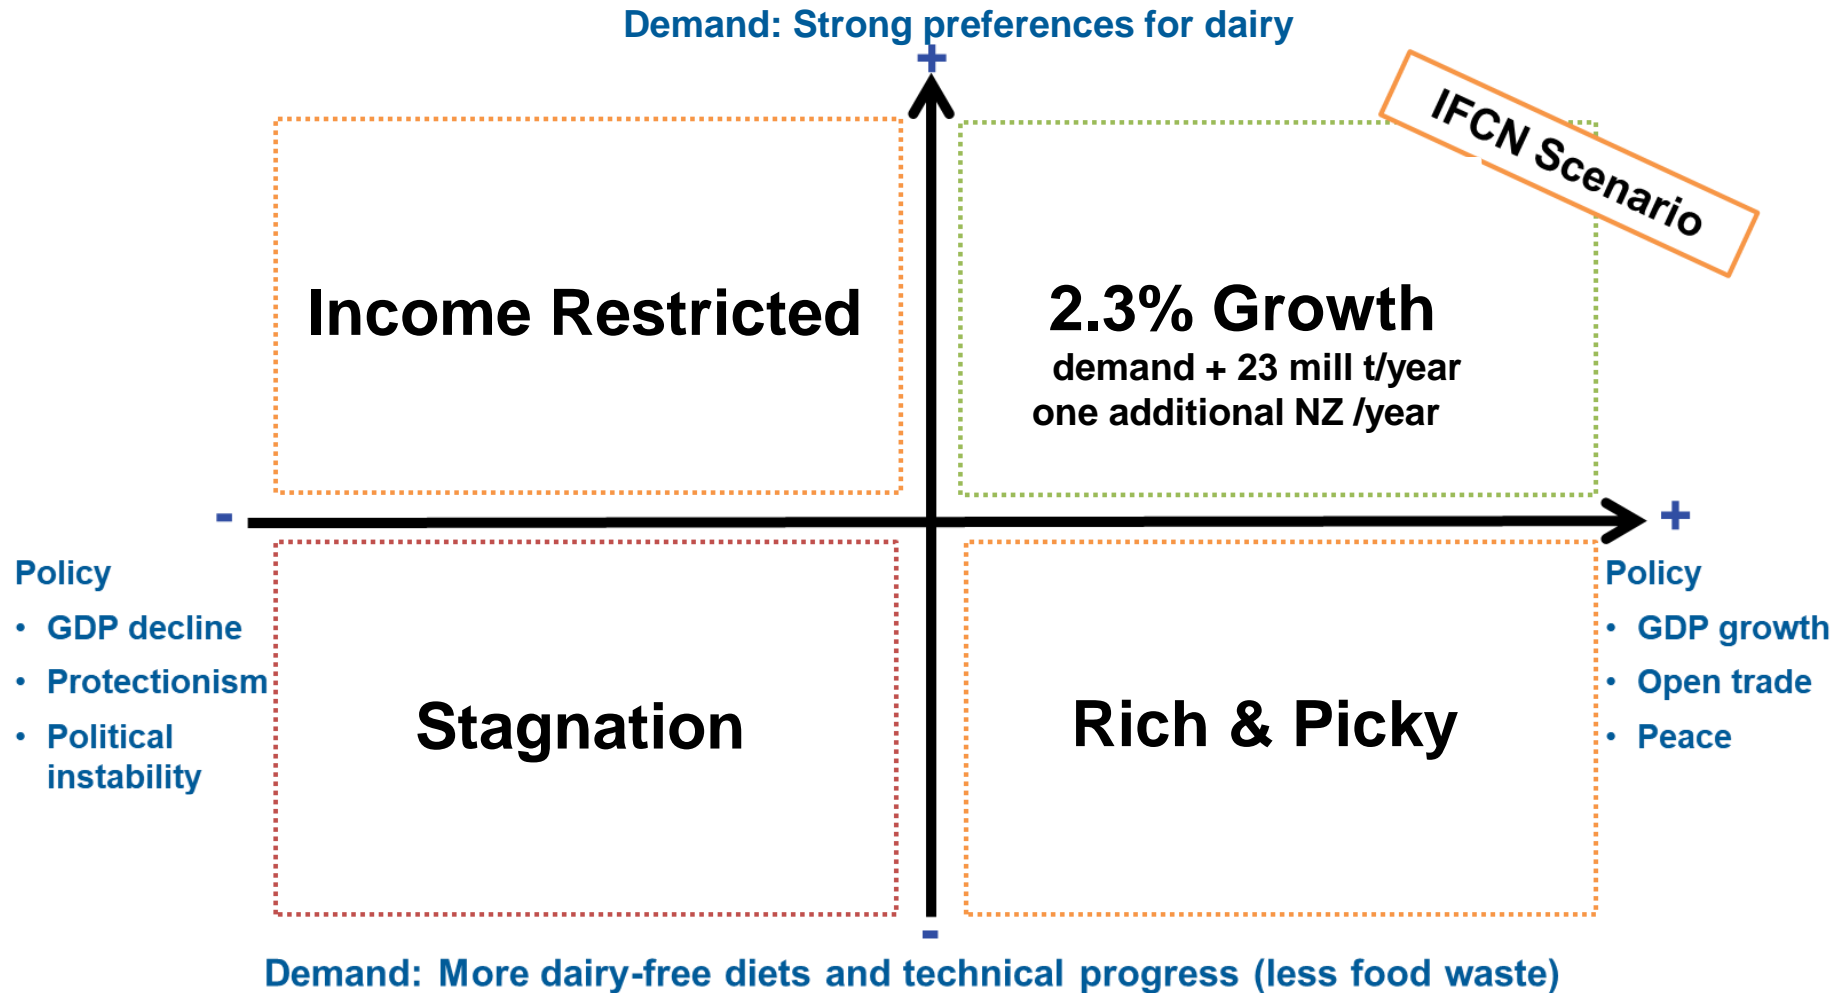 Demand: Strong preferences for dairy
+
IFCN Scenario
Income Restricted
2.3% Growth
demand + 23 mill t/year
one additional NZ /year
-
+
Policy
• GDP decline
• Protectionism
• Political
instability
Stagnation
Rich & Picky
Policy
• GDP growth
• Open trade
• Peace
-
Demand: More dairy-free diets and technical progress (less food waste)